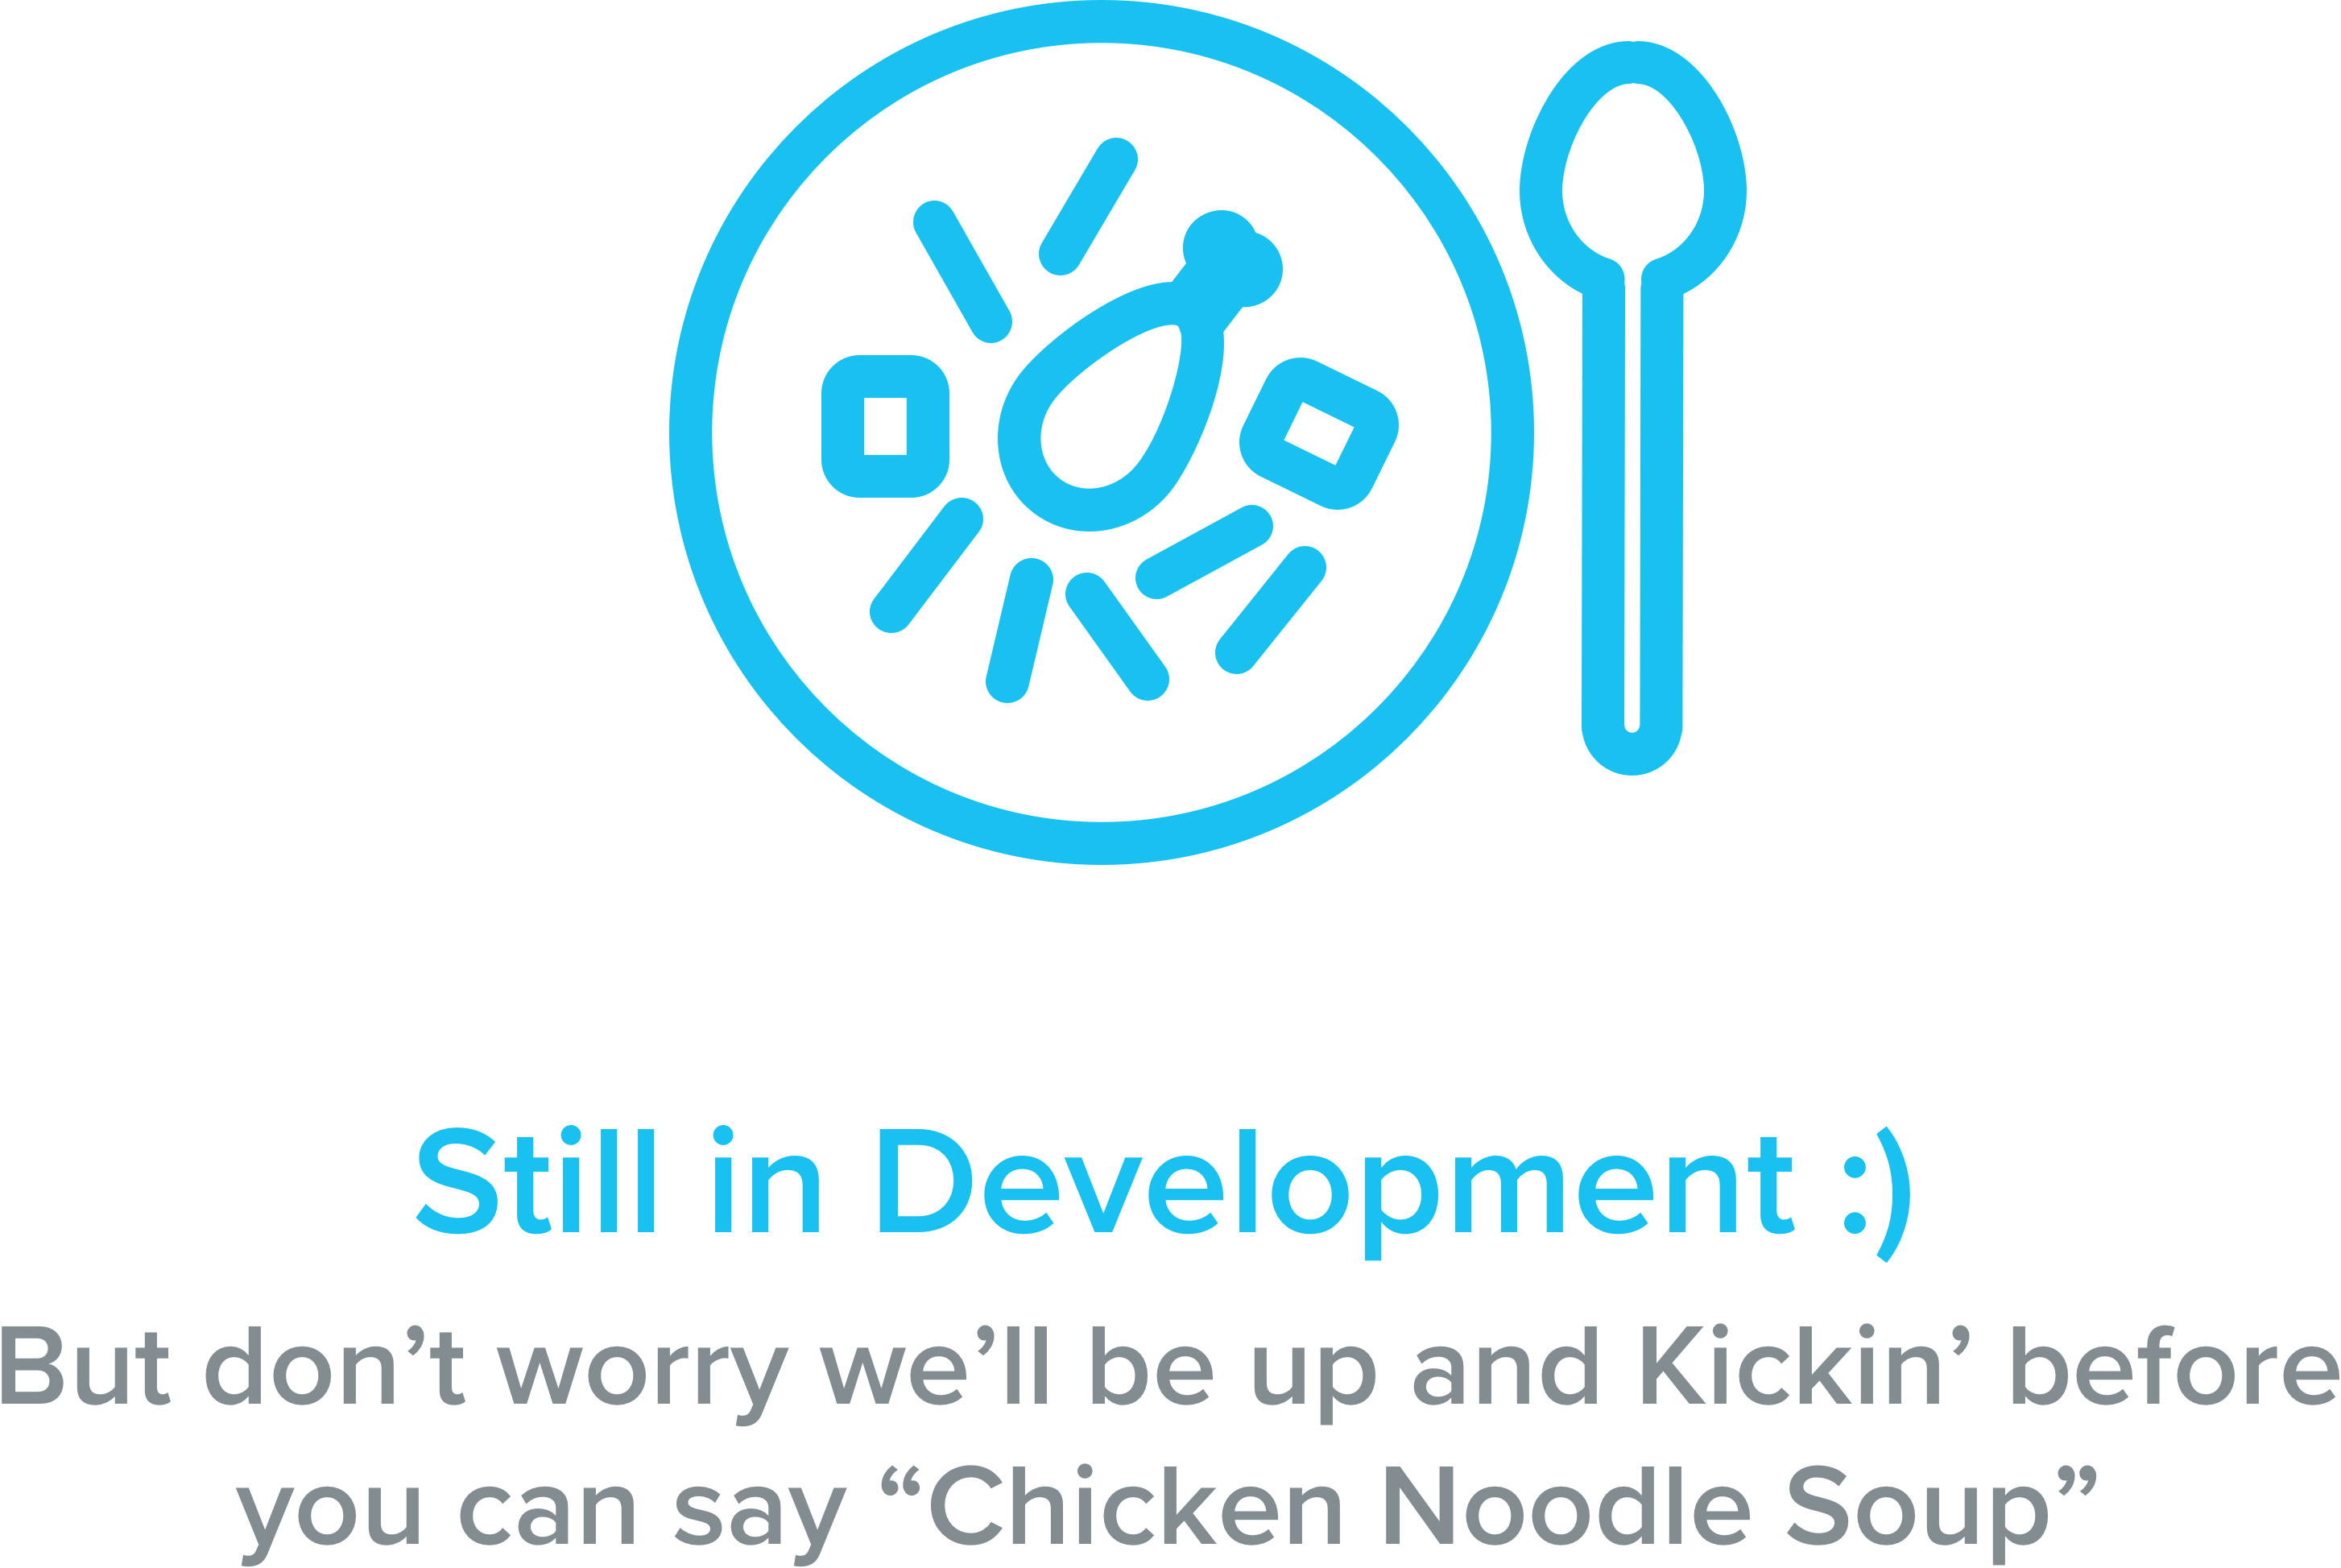 Still in Development :)
But don’t worry we’ll be up and Kickin’ before
you can say “Chicken Noodle Soup”